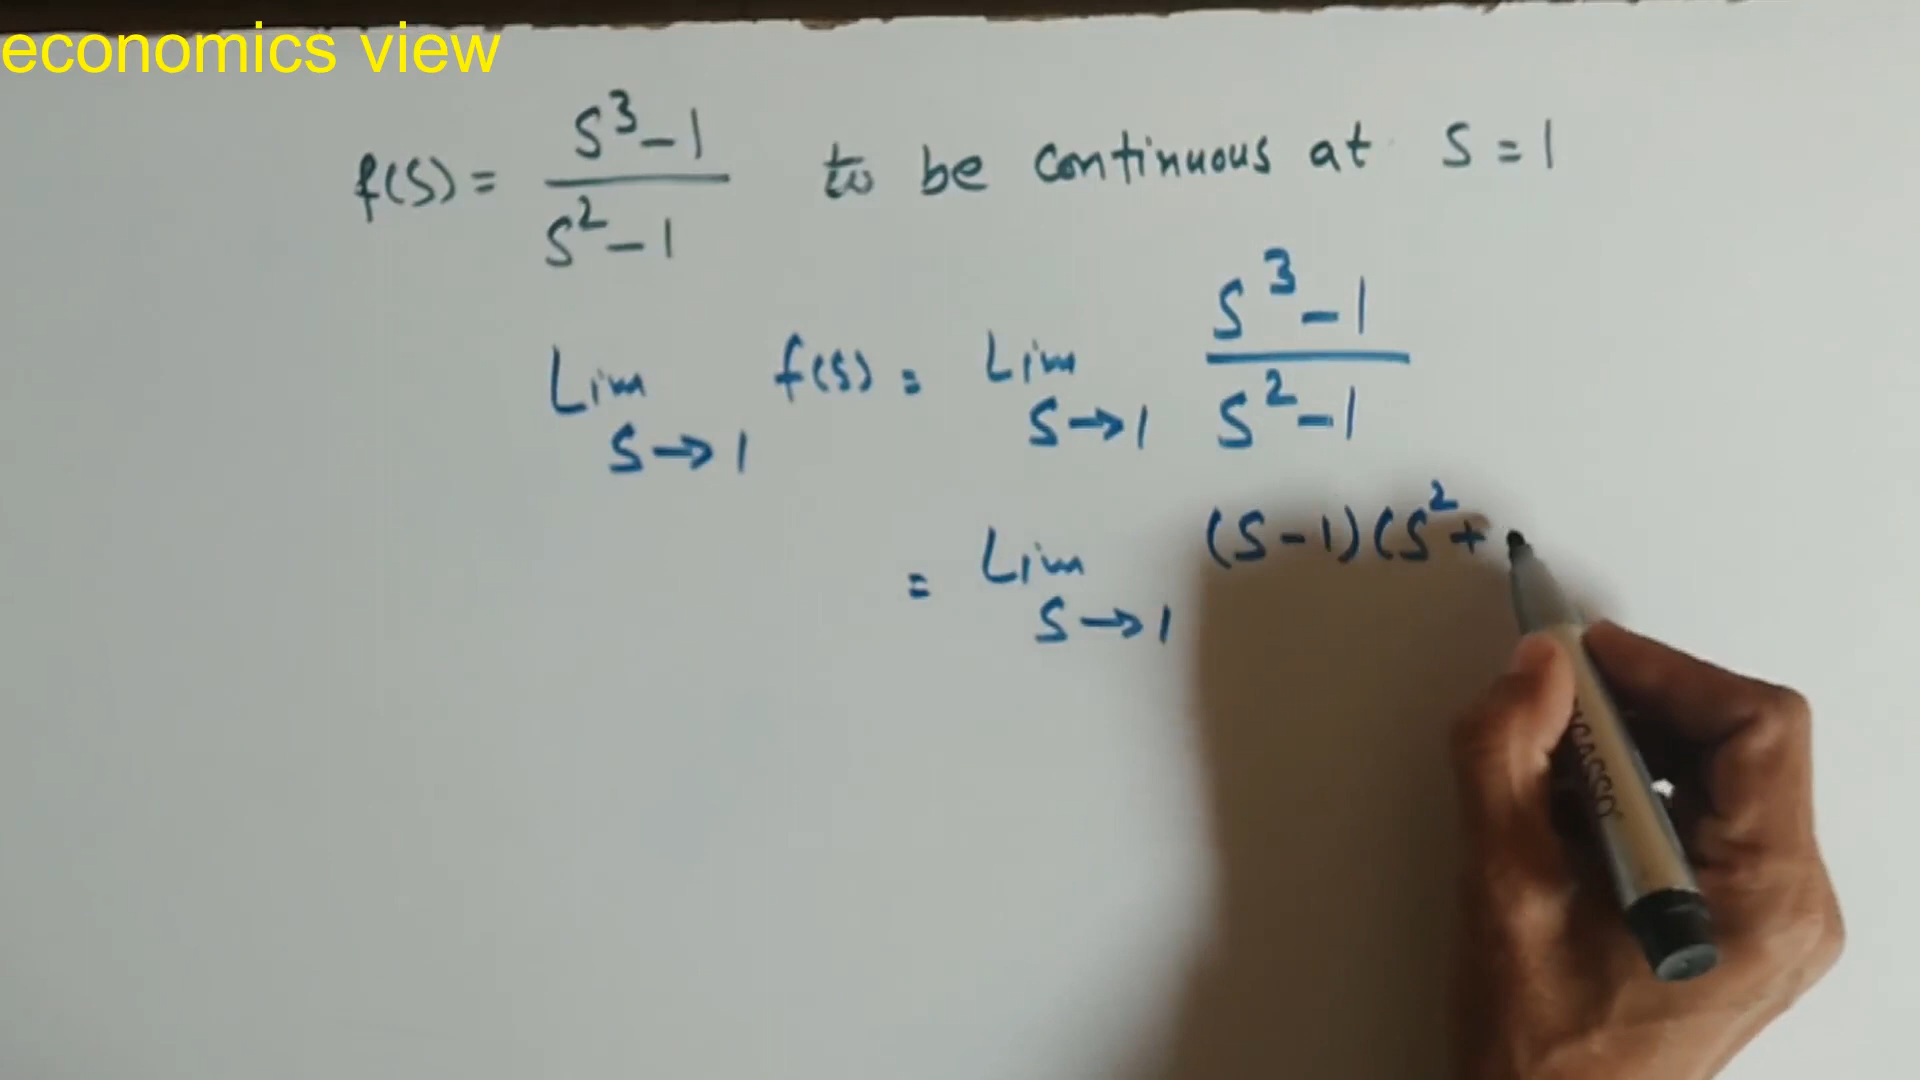 economics view
f(S) = S³-1 / S²-1 to be continuous at S = 1
Lim S→1 f(S) = Lim S→1 S³-1 / S²-1
= Lim S→1 (S-1)(S²+